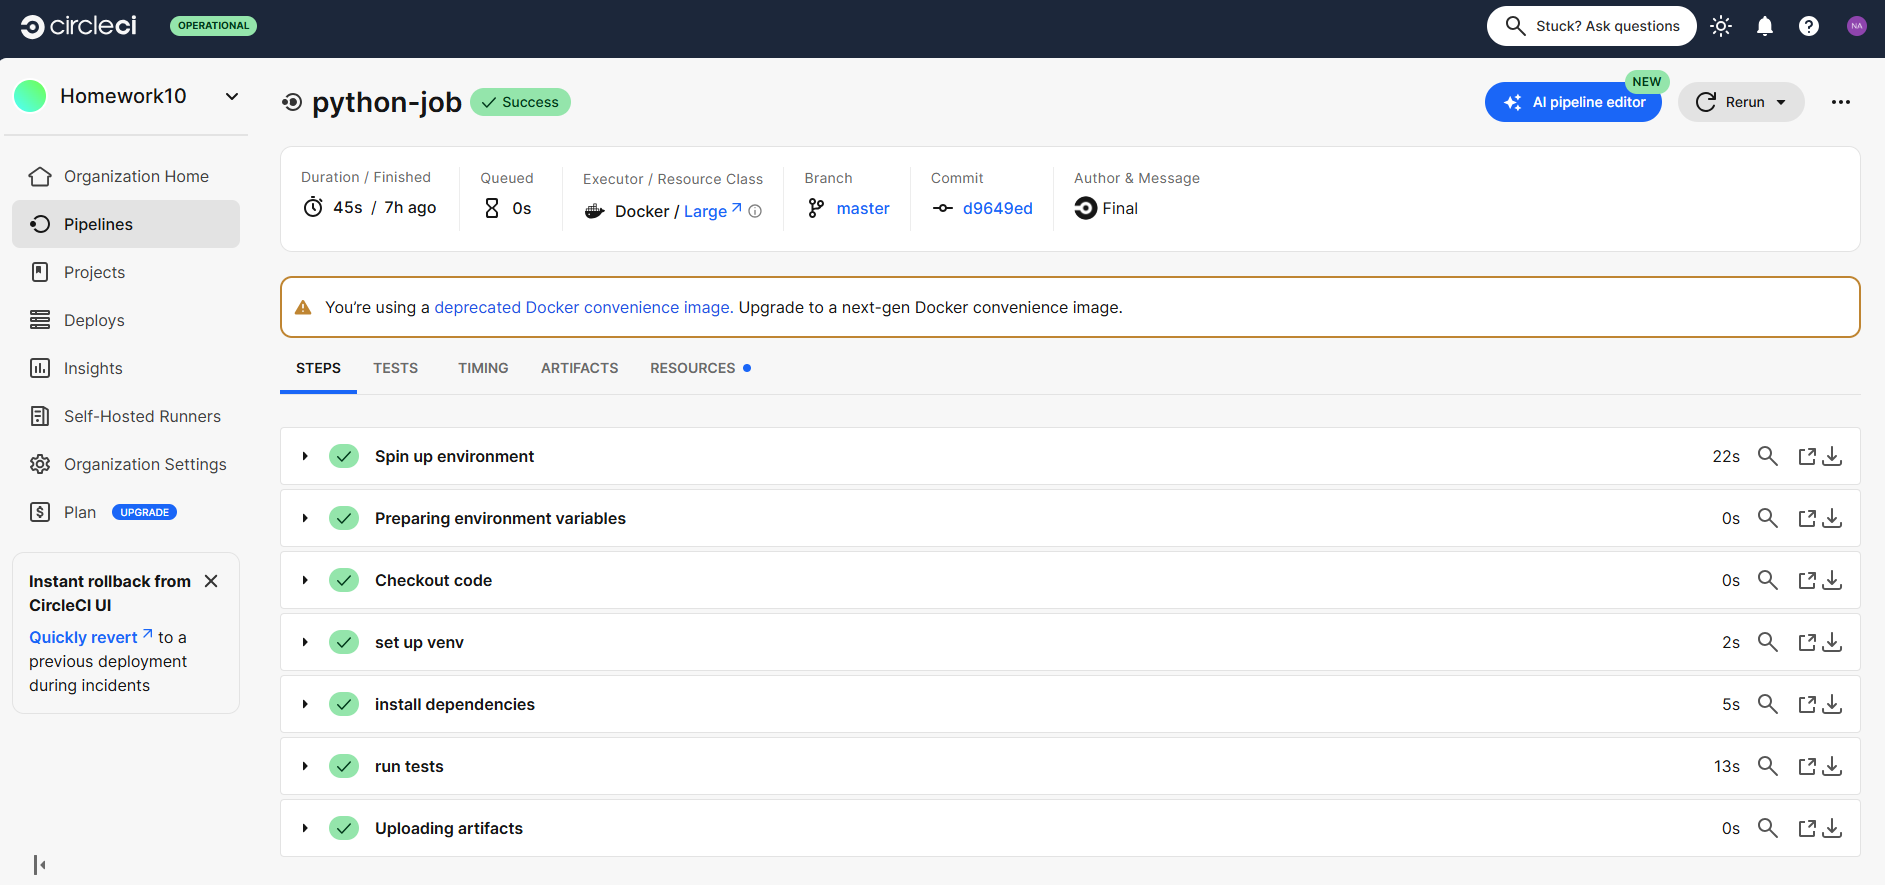 circleci OPERATIONAL
Stuck? Ask questions
NA
Homework10
python-job Success
NEW
AI pipeline editor
Rerun
Organization Home
Pipelines
Projects
Deploys
Insights
Self-Hosted Runners
Organization Settings
Plan UPGRADE
Instant rollback from
CircleCI UI
Quickly revert to a
previous deployment
during incidents
Duration / Finished
45s / 7h ago
Queued
0s
Executor / Resource Class
Docker / Large
Branch
master
Commit
d9649ed
Author & Message
Final
You’re using a deprecated Docker convenience image. Upgrade to a next-gen Docker convenience image.
STEPS TESTS TIMING ARTIFACTS RESOURCES
Spin up environment 22s
Preparing environment variables 0s
Checkout code 0s
set up venv 2s
install dependencies 5s
run tests 13s
Uploading artifacts 0s